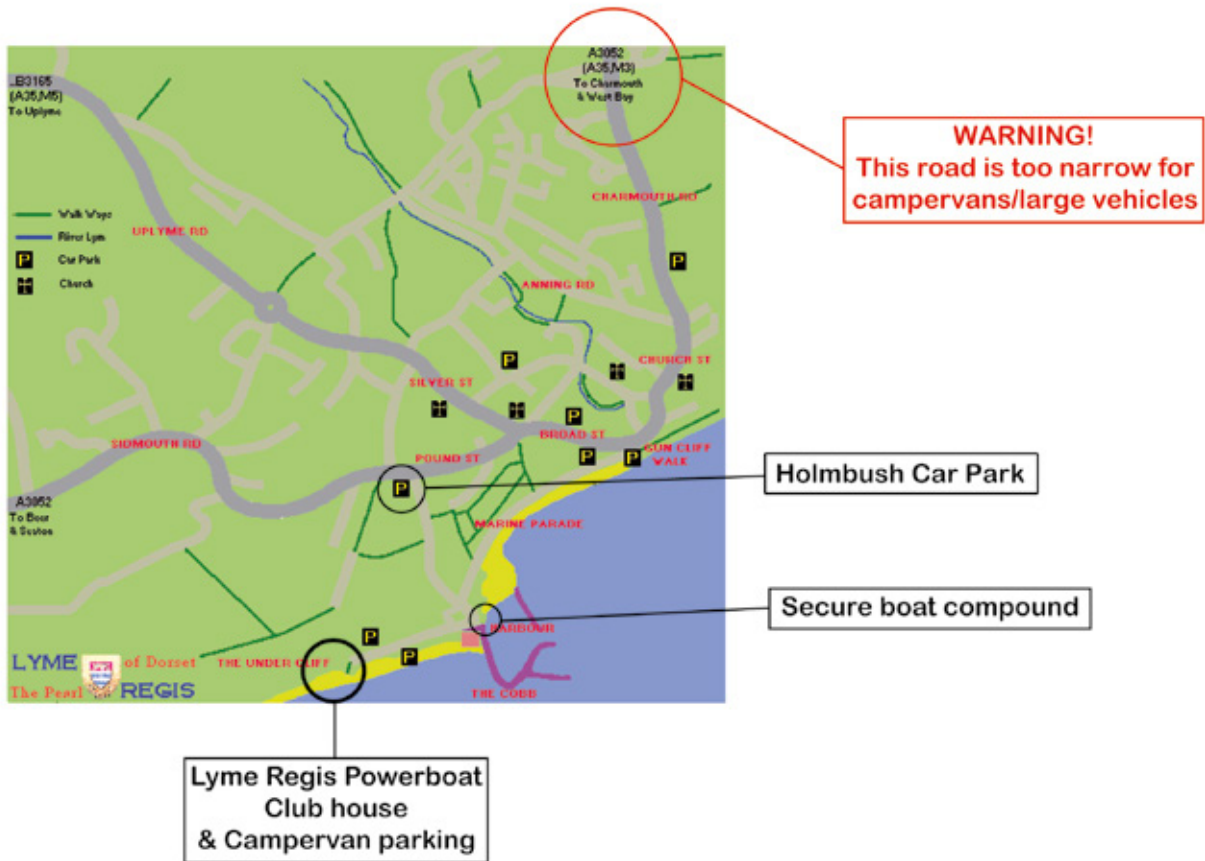 A3052
(A35,M3)
To Charmouth
& West Bay
B3165
(A35,M5)
To Uplyme
WARNING!
This road is too narrow for
campervans/large vehicles
CHARMOUTH RD
Walk Ways
River Lym
P Car Park
Church
UPLYME RD
P
ANNING RD
P
CHURCH ST
SILVER ST
P
BROAD ST
SIDMOUTH RD
POUND ST
P
P
GUN CLIFF
WALK
P
Holmbush Car Park
A3052
To Beer
& Seaton
MARINE PARADE
Secure boat compound
HARBOUR
P
P
THE UNDER CLIFF
LYME of Dorset
The Pearl REGIS
THE COBB
Lyme Regis Powerboat
Club house
& Campervan parking